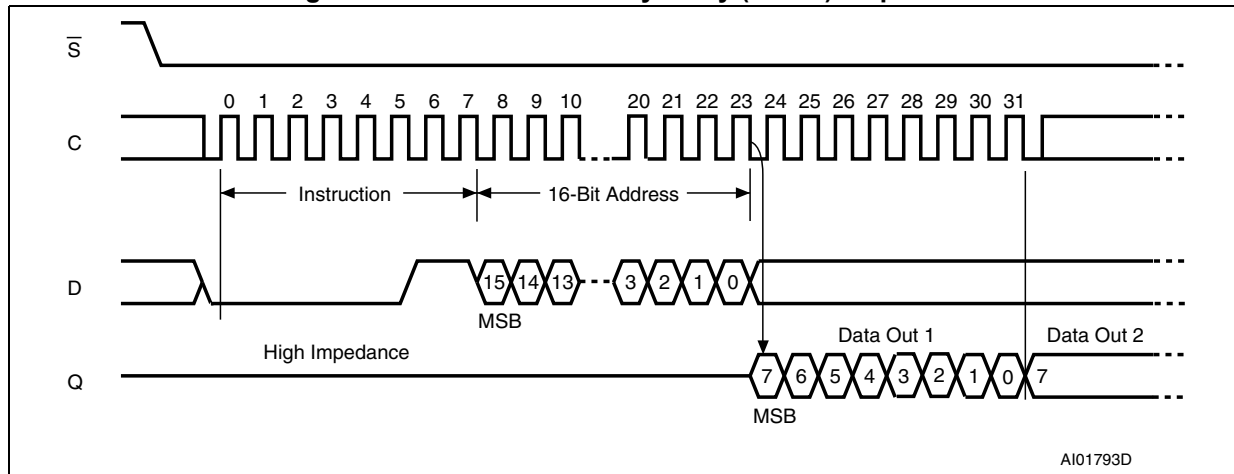 S
0 1 2 3 4 5 6 7 8 9 10 20 21 22 23 24 25 26 27 28 29 30 31
C
Instruction 16-Bit Address
D 15 14 13 3 2 1 0
MSB
High Impedance Data Out 1 Data Out 2
Q 7 6 5 4 3 2 1 0 7
MSB
AI01793D